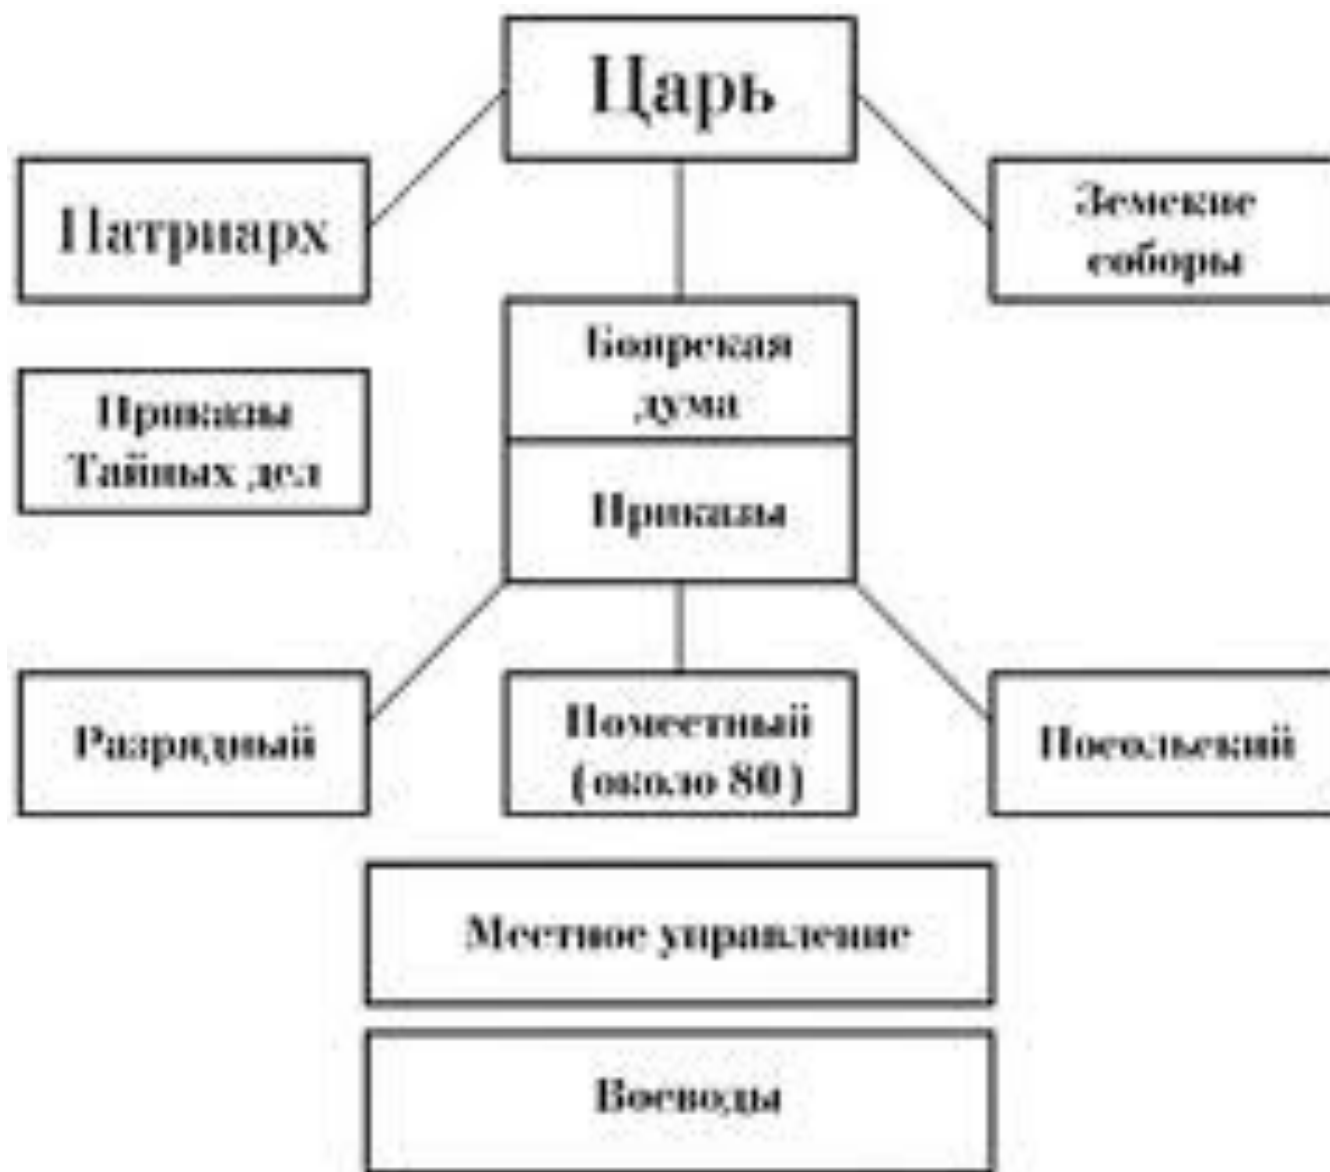 Царь
Патриарх
Земские
соборы
Боярская
дума
Приказы
Тайных дел
Приказы
Разрядный
Поместный
(около 80)
Посольский
Местное управление
Воеводы